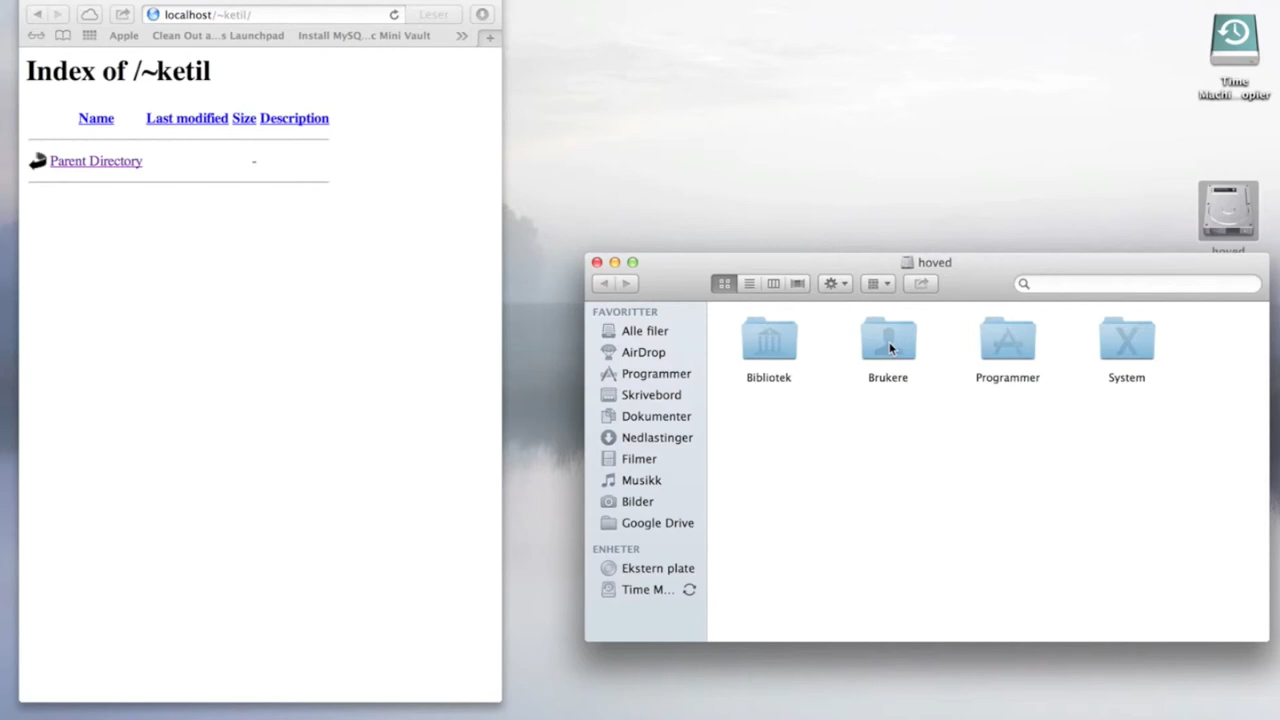 localhost/~ketil/
Leser
Apple Clean Out a...s Launchpad Install MySQ...c Mini Vault >> +
Index of /~ketil
Name Last modified Size Description
Parent Directory -
Time
Machi...opier
hoved
hoved
FAVORITTER
Alle filer
AirDrop
Programmer
Skrivebord
Dokumenter
Nedlastinger
Filmer
Musikk
Bilder
Google Drive
ENHETER
Ekstern plate
Time M...
Bibliotek Brukere Programmer System